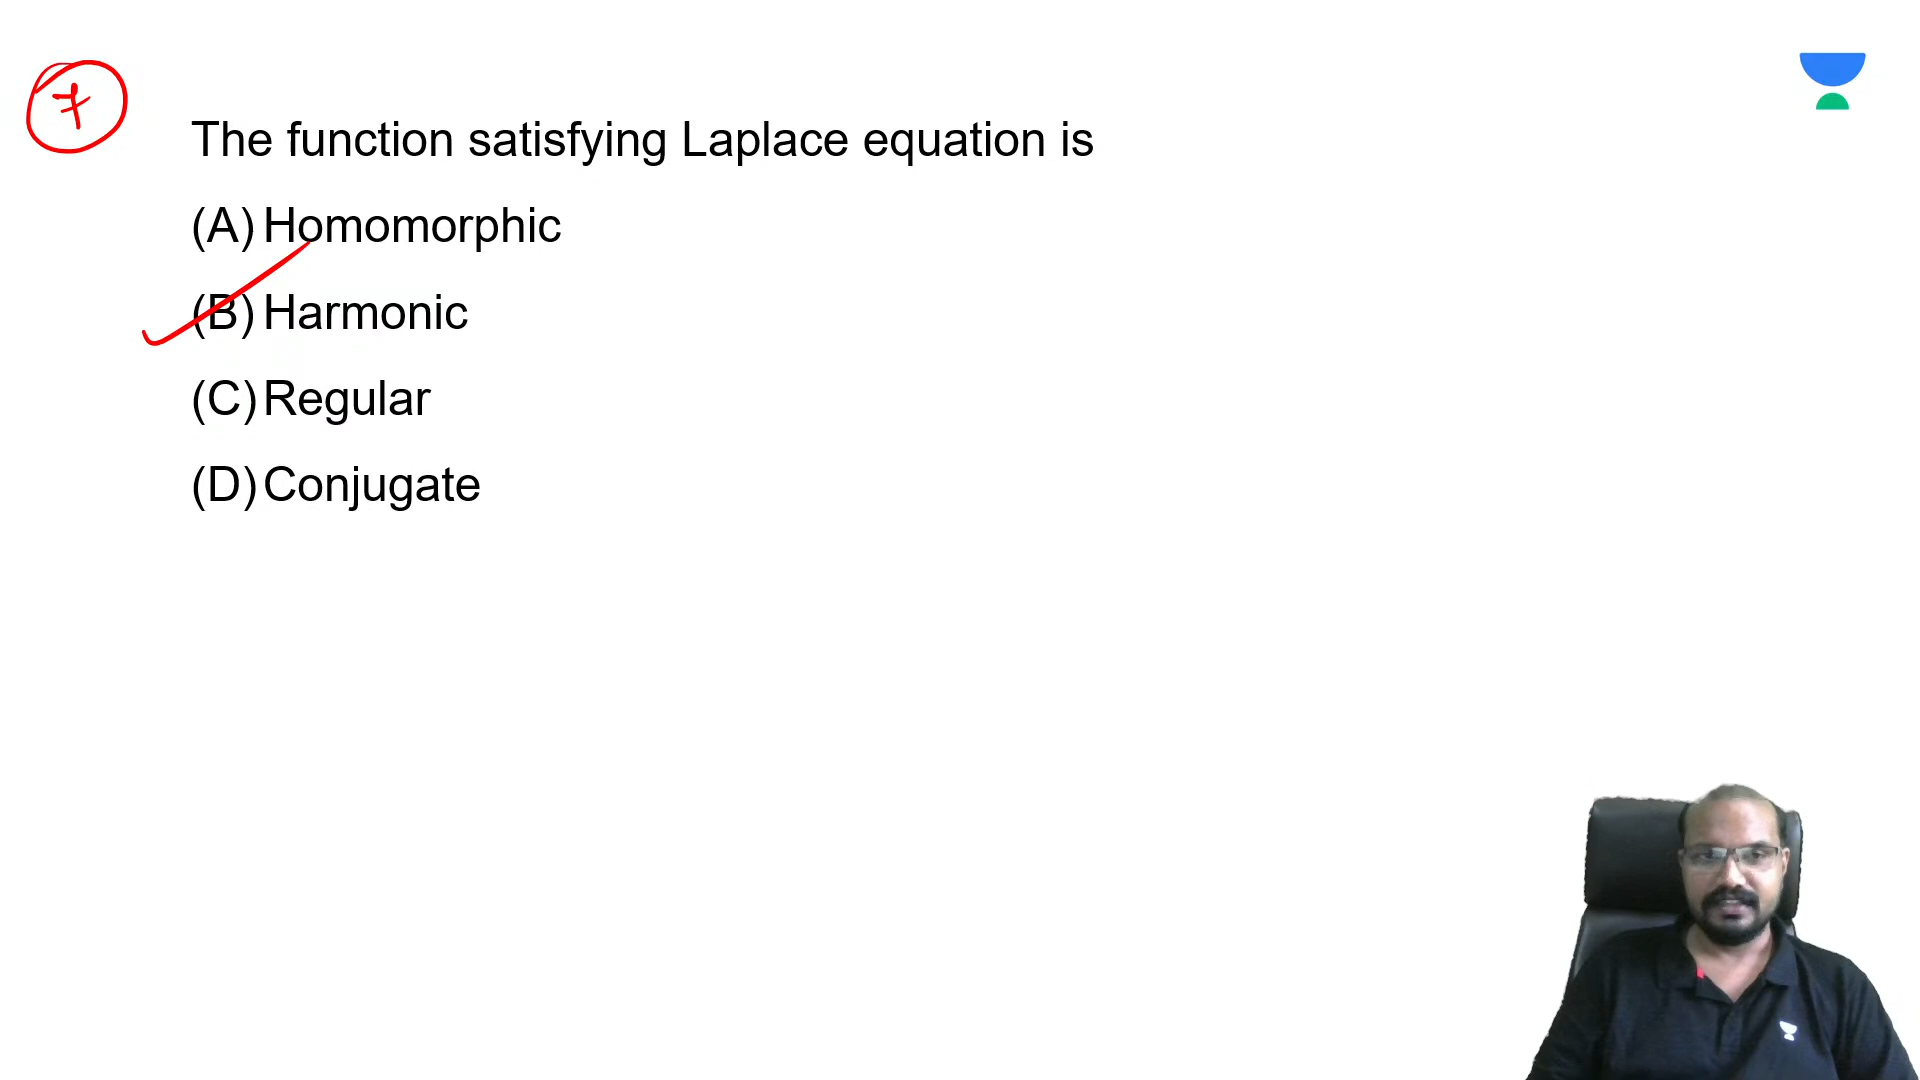 7
The function satisfying Laplace equation is
(A) Homomorphic
(B) Harmonic
(C) Regular
(D) Conjugate